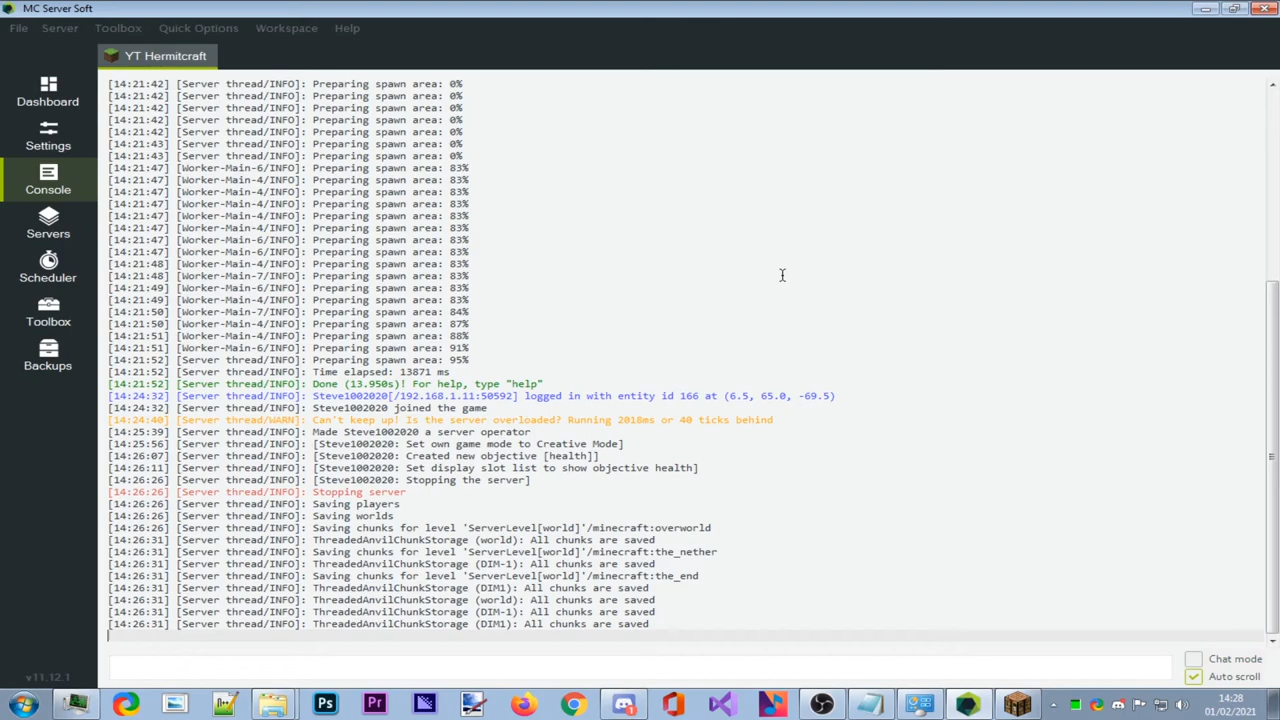 MC Server Soft
File Server Toolbox Quick Options Workspace Help
YT Hermitcraft
Dashboard
Settings
Console
Servers
Scheduler
Toolbox
Backups
v11.12.1
[14:21:42] [Server thread/INFO]: Preparing spawn area: 0%
[14:21:42] [Server thread/INFO]: Preparing spawn area: 0%
[14:21:42] [Server thread/INFO]: Preparing spawn area: 0%
[14:21:42] [Server thread/INFO]: Preparing spawn area: 0%
[14:21:42] [Server thread/INFO]: Preparing spawn area: 0%
[14:21:43] [Server thread/INFO]: Preparing spawn area: 0%
[14:21:43] [Server thread/INFO]: Preparing spawn area: 0%
[14:21:47] [Worker-Main-6/INFO]: Preparing spawn area: 83%
[14:21:47] [Worker-Main-4/INFO]: Preparing spawn area: 83%
[14:21:47] [Worker-Main-4/INFO]: Preparing spawn area: 83%
[14:21:47] [Worker-Main-4/INFO]: Preparing spawn area: 83%
[14:21:47] [Worker-Main-4/INFO]: Preparing spawn area: 83%
[14:21:47] [Worker-Main-4/INFO]: Preparing spawn area: 83%
[14:21:47] [Worker-Main-6/INFO]: Preparing spawn area: 83%
[14:21:47] [Worker-Main-6/INFO]: Preparing spawn area: 83%
[14:21:48] [Worker-Main-4/INFO]: Preparing spawn area: 83%
[14:21:48] [Worker-Main-7/INFO]: Preparing spawn area: 83%
[14:21:49] [Worker-Main-6/INFO]: Preparing spawn area: 83%
[14:21:49] [Worker-Main-4/INFO]: Preparing spawn area: 83%
[14:21:50] [Worker-Main-7/INFO]: Preparing spawn area: 84%
[14:21:50] [Worker-Main-4/INFO]: Preparing spawn area: 87%
[14:21:51] [Worker-Main-4/INFO]: Preparing spawn area: 88%
[14:21:51] [Worker-Main-6/INFO]: Preparing spawn area: 91%
[14:21:52] [Server thread/INFO]: Preparing spawn area: 95%
[14:21:52] [Server thread/INFO]: Time elapsed: 13871 ms
[14:21:52] [Server thread/INFO]: Done (13.950s)! For help, type "help"
[14:24:32] [Server thread/INFO]: Steve1002020[/192.168.1.11:50592] logged in with entity id 166 at (6.5, 65.0, -69.5)
[14:24:32] [Server thread/INFO]: Steve1002020 joined the game
[14:24:40] [Server thread/WARN]: Can't keep up! Is the server overloaded? Running 2018ms or 40 ticks behind
[14:25:39] [Server thread/INFO]: Made Steve1002020 a server operator
[14:25:56] [Server thread/INFO]: [Steve1002020: Set own game mode to Creative Mode]
[14:26:07] [Server thread/INFO]: [Steve1002020: Created new objective [health]]
[14:26:11] [Server thread/INFO]: [Steve1002020: Set display slot list to show objective health]
[14:26:26] [Server thread/INFO]: [Steve1002020: Stopping the server]
[14:26:26] [Server thread/INFO]: Stopping server
[14:26:26] [Server thread/INFO]: Saving players
[14:26:26] [Server thread/INFO]: Saving worlds
[14:26:26] [Server thread/INFO]: Saving chunks for level 'ServerLevel[world]'/minecraft:overworld
[14:26:31] [Server thread/INFO]: ThreadedAnvilChunkStorage (world): All chunks are saved
[14:26:31] [Server thread/INFO]: Saving chunks for level 'ServerLevel[world]'/minecraft:the_nether
[14:26:31] [Server thread/INFO]: ThreadedAnvilChunkStorage (DIM-1): All chunks are saved
[14:26:31] [Server thread/INFO]: Saving chunks for level 'ServerLevel[world]'/minecraft:the_end
[14:26:31] [Server thread/INFO]: ThreadedAnvilChunkStorage (DIM1): All chunks are saved
[14:26:31] [Server thread/INFO]: ThreadedAnvilChunkStorage (world): All chunks are saved
[14:26:31] [Server thread/INFO]: ThreadedAnvilChunkStorage (DIM-1): All chunks are saved
[14:26:31] [Server thread/INFO]: ThreadedAnvilChunkStorage (DIM1): All chunks are saved
Chat mode
Auto scroll
Ps
Pr
14:28
01/02/2021